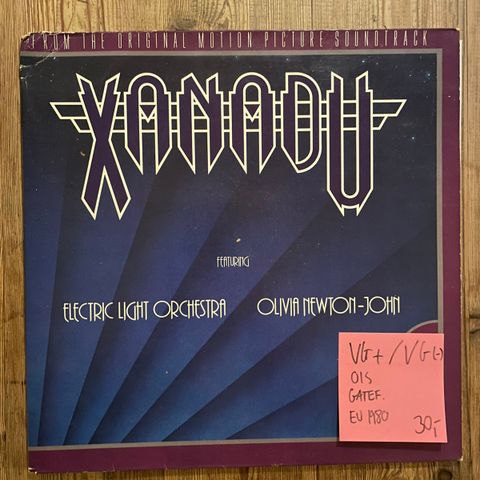 FROM THE ORIGINAL MOTION PICTURE SOUNDTRACK
XANADU
FEATURING
ELECTRIC LIGHT ORCHESTRA OLIVIA NEWTON-JOHN
VG+/VG(-)
OIS
GATEF.
EU 1980
30,-